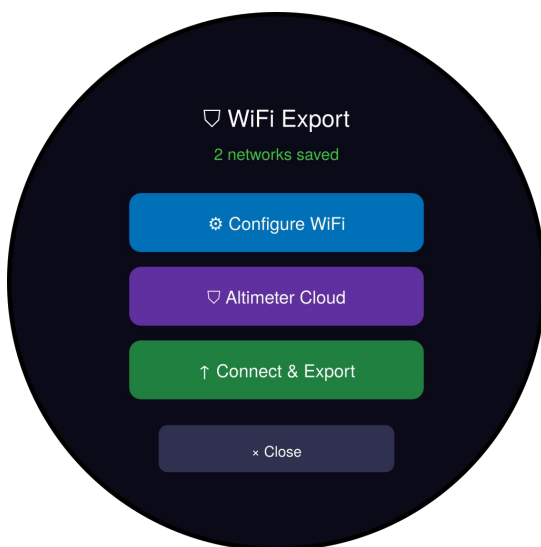 ⛉ WiFi Export
2 networks saved
⚙ Configure WiFi
⛉ Altimeter Cloud
↑ Connect & Export
× Close